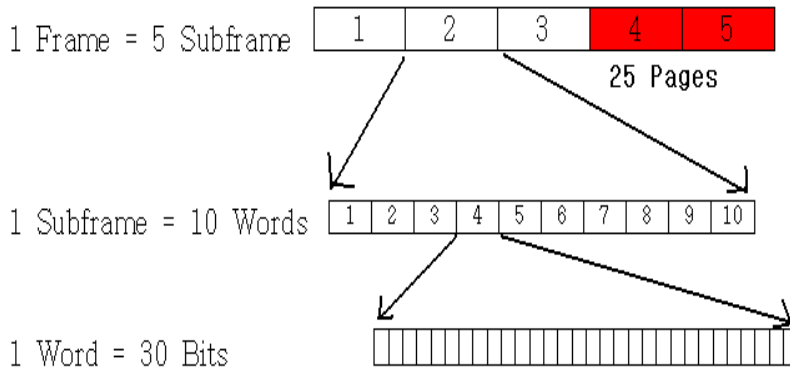 1 Frame = 5 Subframe 1 2 3 4 5
25 Pages
1 Subframe = 10 Words 1 2 3 4 5 6 7 8 9 10
1 Word = 30 Bits